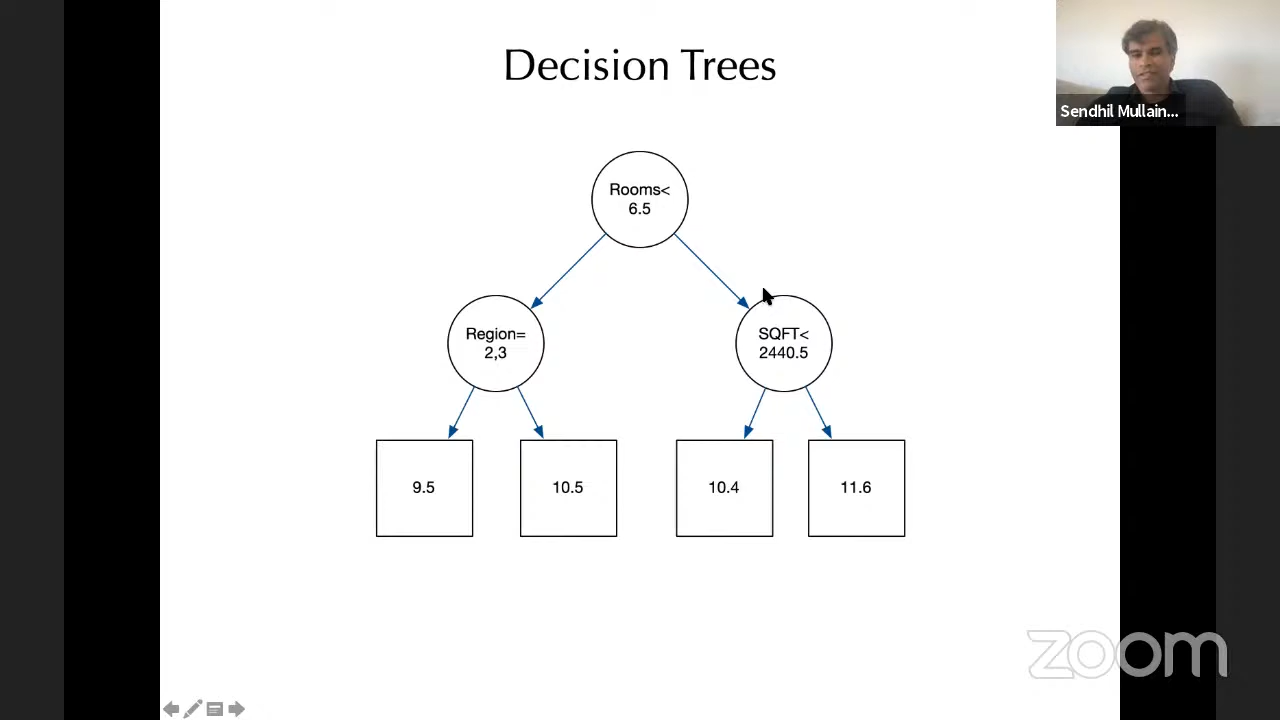 Decision Trees
Sendhil Mullain...
Rooms<
6.5
Region=
2,3
SQFT<
2440.5
9.5
10.5
10.4
11.6
zoom